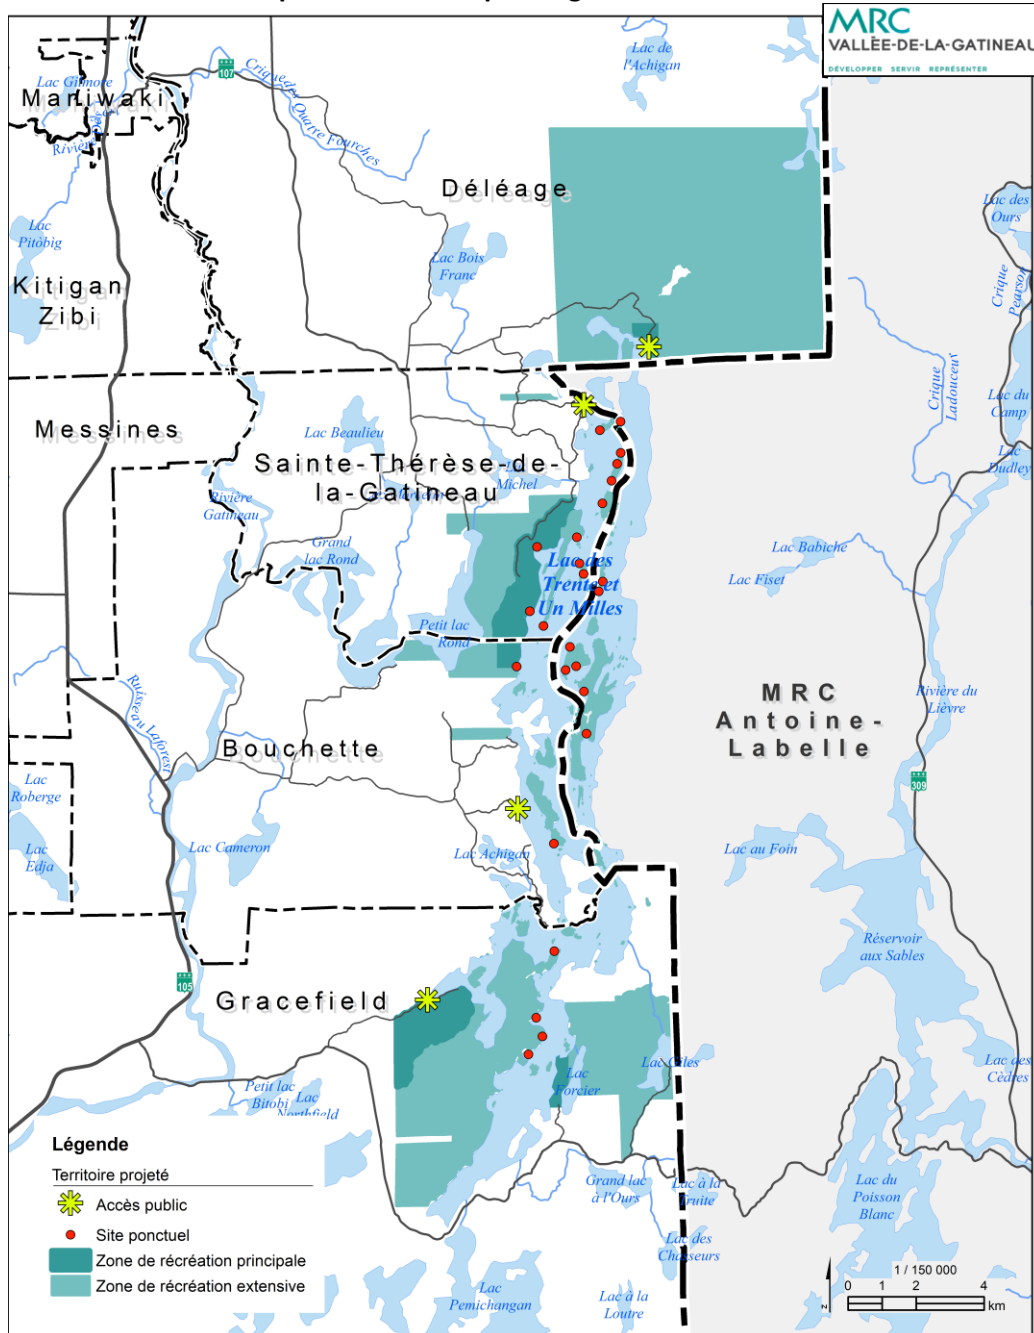 MRC
VALLÉE-DE-LA-GATINEAU
DÉVELOPPER SERVIR REPRÉSENTER
Lac de
l'Achigan
107
Crique des Quatre Fourches
Lac Gilmore
Maniwaki
Déléage
Lac
Pitobig
Lac Bois
Franc
Lac des
Ours
Kitigan
Zibi
Crique
Pearson
Crique
Ladouceur
Lac du
Camp
Messines
Lac Beaulieu
Sainte-Thérèse-de-
la-Gatineau
Michel
Lac
Dudley
Rivière
Gatineau
Grand
lac Rond
Lac des
Trente et
Un Milles
Lac Babiche
Lac Fiset
Petit lac
Rond
MRC
Antoine-
Labelle
Rivière du
Lièvre
Ruisseau Laforest
Bouchette
309
Lac
Roberge
Lac
Edja
Lac Cameron
Lac Achigan
Lac au Foin
Réservoir
aux Sables
105
Gracefield
Lac Giles
Lac des
Cèdres
Lac
Forcier
Petit lac
Bitobi
Lac
Northfield
Grand lac
à l'Ours
Lac à la
Truite
Lac du
Poisson
Blanc
Lac des
Chasseurs
Lac
Pemichangan
Lac à la
Loutre
Légende
Territoire projeté
Accès public
Site ponctuel
Zone de récréation principale
Zone de récréation extensive
1 / 150 000
0 1 2 4
km
N